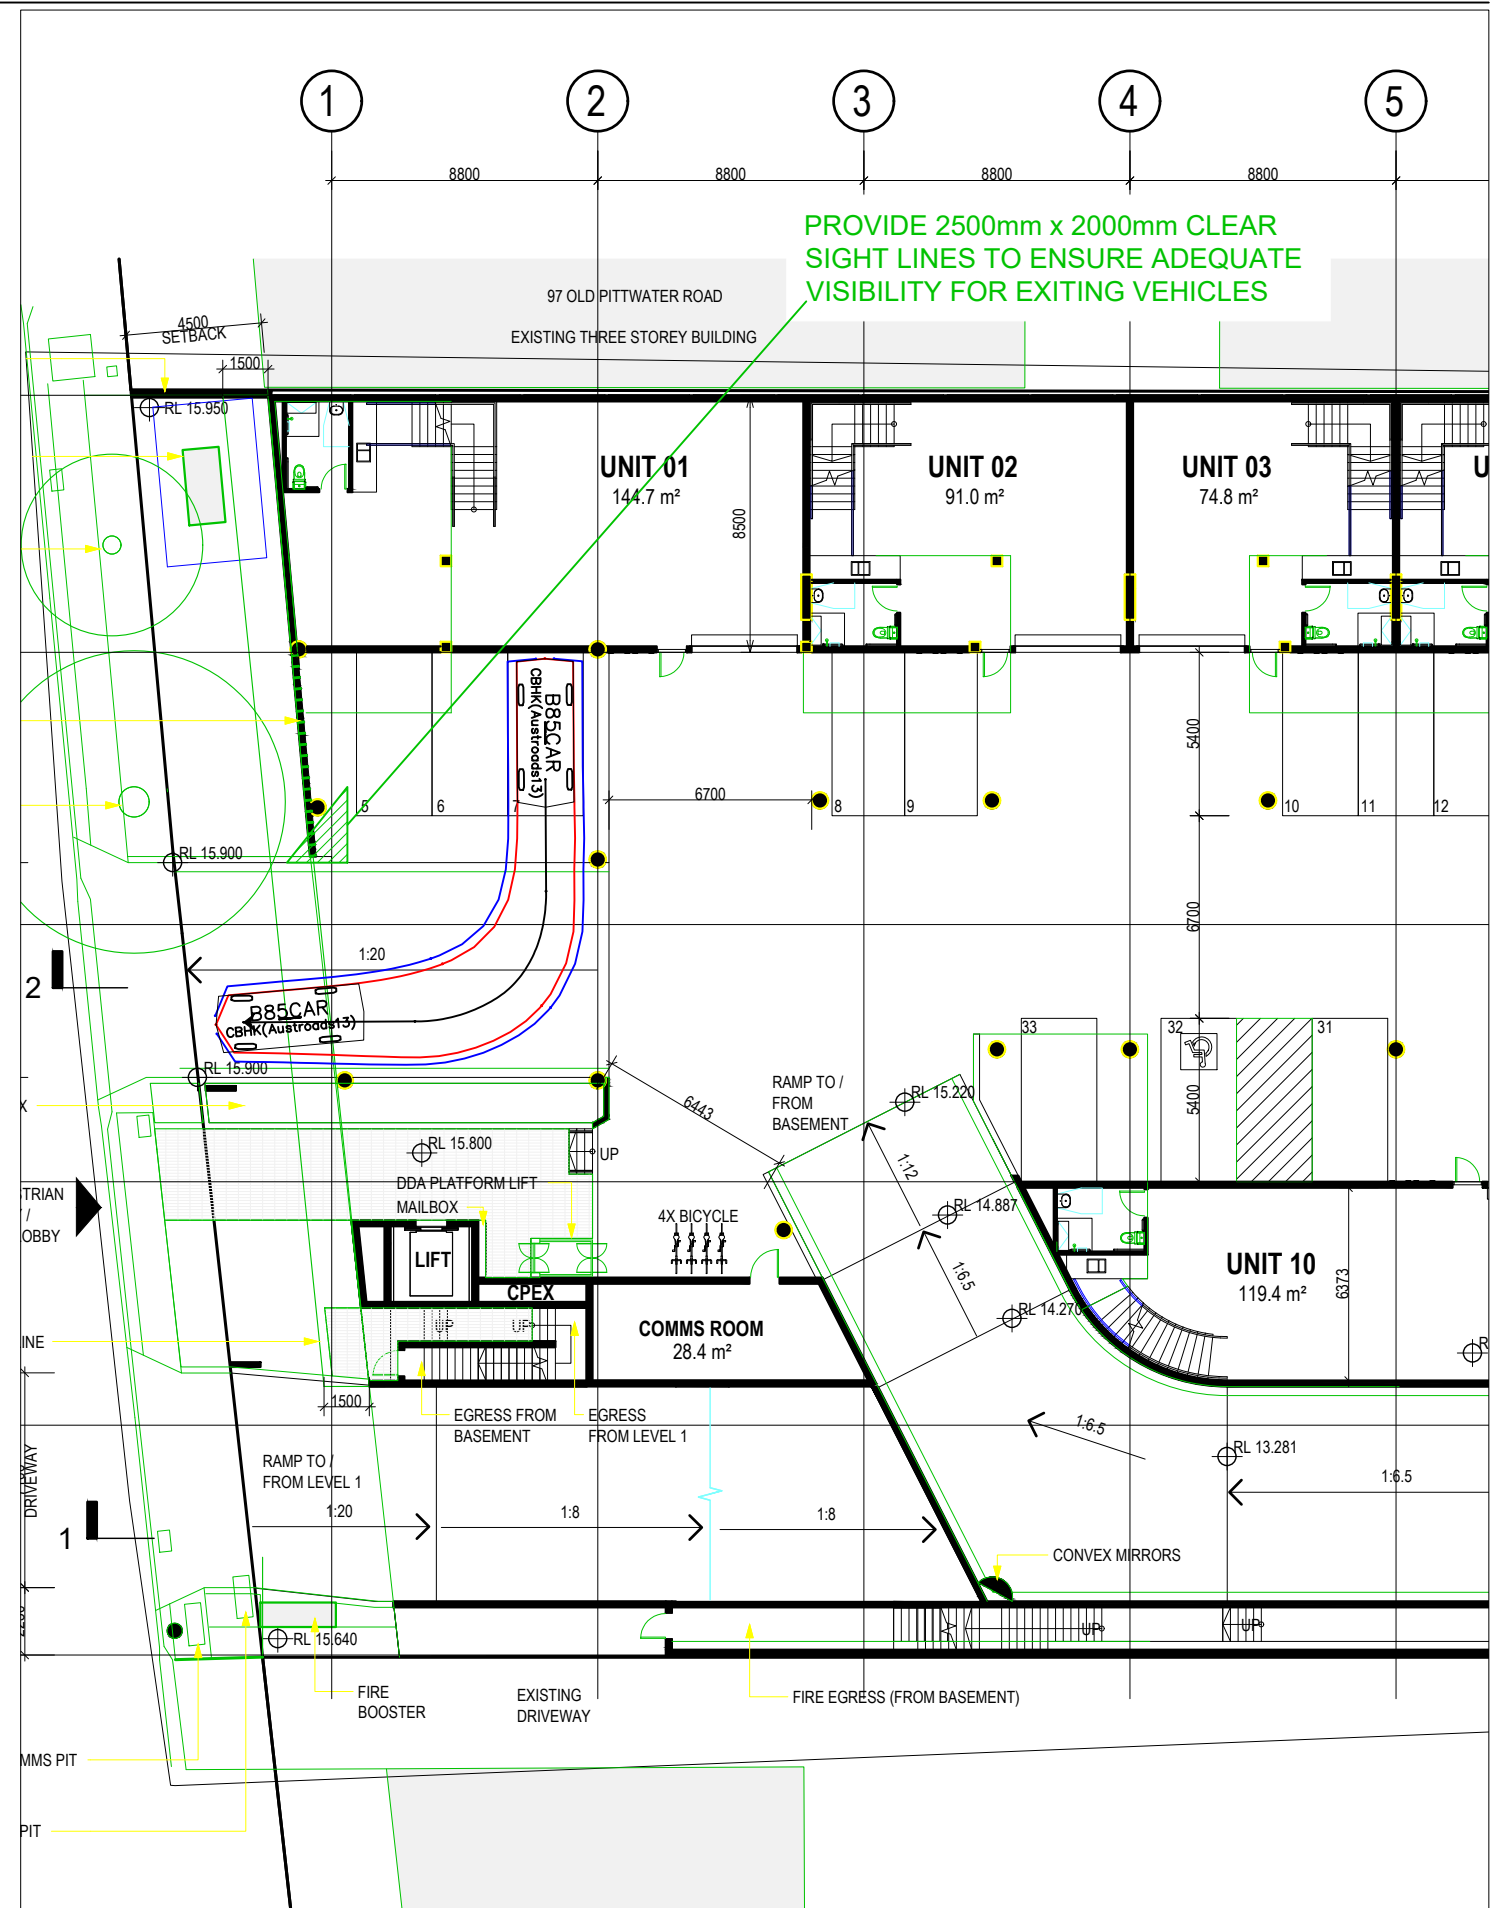 1
2
3
4
5
8800
8800
8800
8800
PROVIDE 2500mm x 2000mm CLEAR
SIGHT LINES TO ENSURE ADEQUATE
VISIBILITY FOR EXITING VEHICLES
97 OLD PITTWATER ROAD
EXISTING THREE STOREY BUILDING
4500
SETBACK
1500
RL 15.950
UNIT 01
144.7 m²
UNIT 02
91.0 m²
UNIT 03
74.8 m²
U
8500
B85CAR
CBHK(Austroads13)
5
6
7
6700
8
9
5400
10
11
12
RL 15.900
6700
1:20
2
B85CAR
CBHK(Austroads13)
33
32
31
RL 15.900
6443
RAMP TO /
FROM
BASEMENT
RL 15.220
5400
X
RL 15.800
UP
1:12
DDA PLATFORM LIFT
MAILBOX
TRIAN
/
OBBY
4X BICYCLE
RL 14.887
LIFT
CPEX
1:6.5
UNIT 10
119.4 m²
6373
RL 14.270
UP
UP
COMMS ROOM
28.4 m²
INE
R
1500
EGRESS FROM
BASEMENT
EGRESS
FROM LEVEL 1
1:6.5
RL 13.281
1:6.5
DRIVEWAY
RAMP TO /
FROM LEVEL 1
1:20
1:8
1:8
1
CONVEX MIRRORS
RL 15.640
UP
UP
FIRE
BOOSTER
EXISTING
DRIVEWAY
FIRE EGRESS (FROM BASEMENT)
MMS PIT
PIT